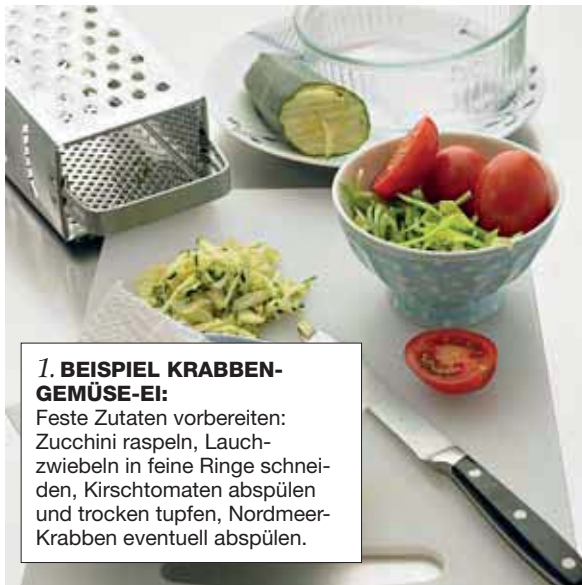 1. BEISPIEL KRABBEN-
GEMÜSE-EI:
Feste Zutaten vorbereiten:
Zucchini raspeln, Lauch-
zwiebeln in feine Ringe schnei-
den, Kirschtomaten abspülen
und trocken tupfen, Nordmeer-
Krabben eventuell abspülen.